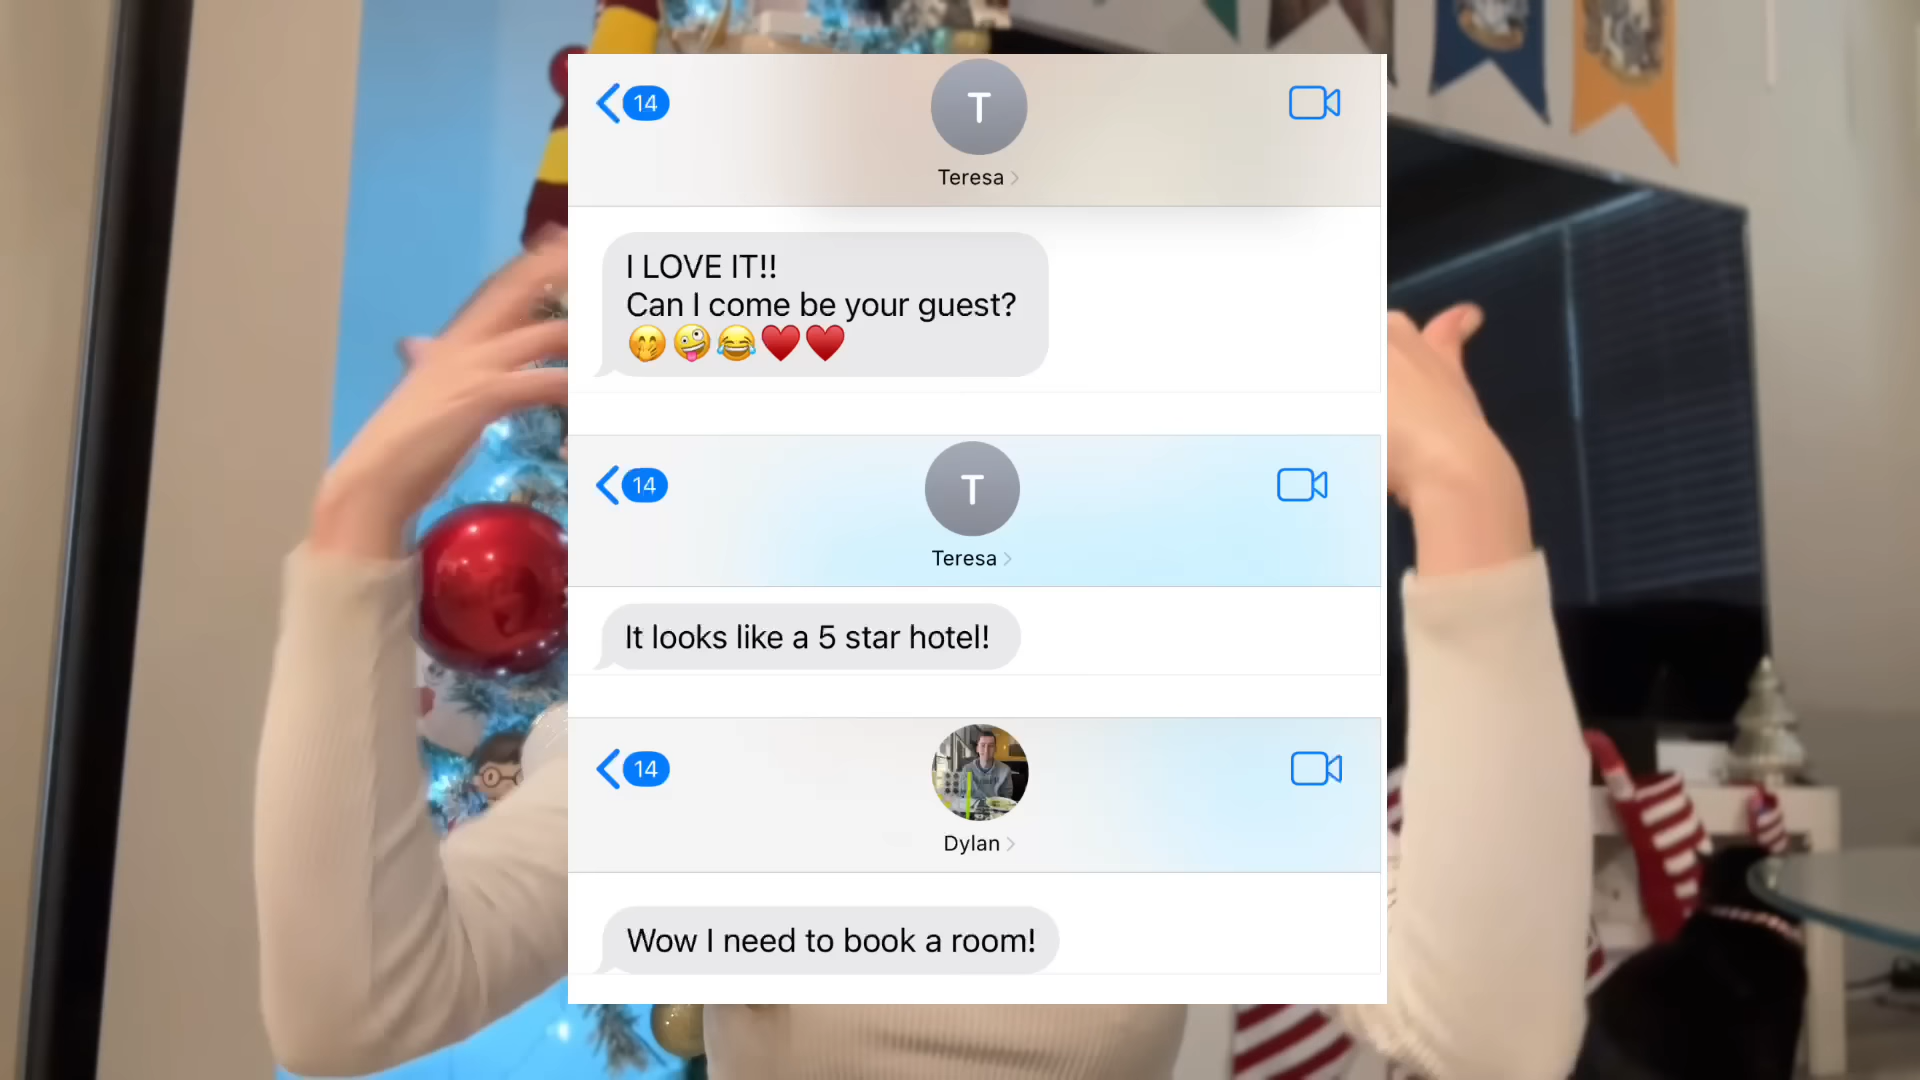 14
T
Teresa
I LOVE IT!!
Can I come be your guest?
🤭🤪😂❤️❤️
14
T
Teresa
It looks like a 5 star hotel!
14
Dylan
Wow I need to book a room!